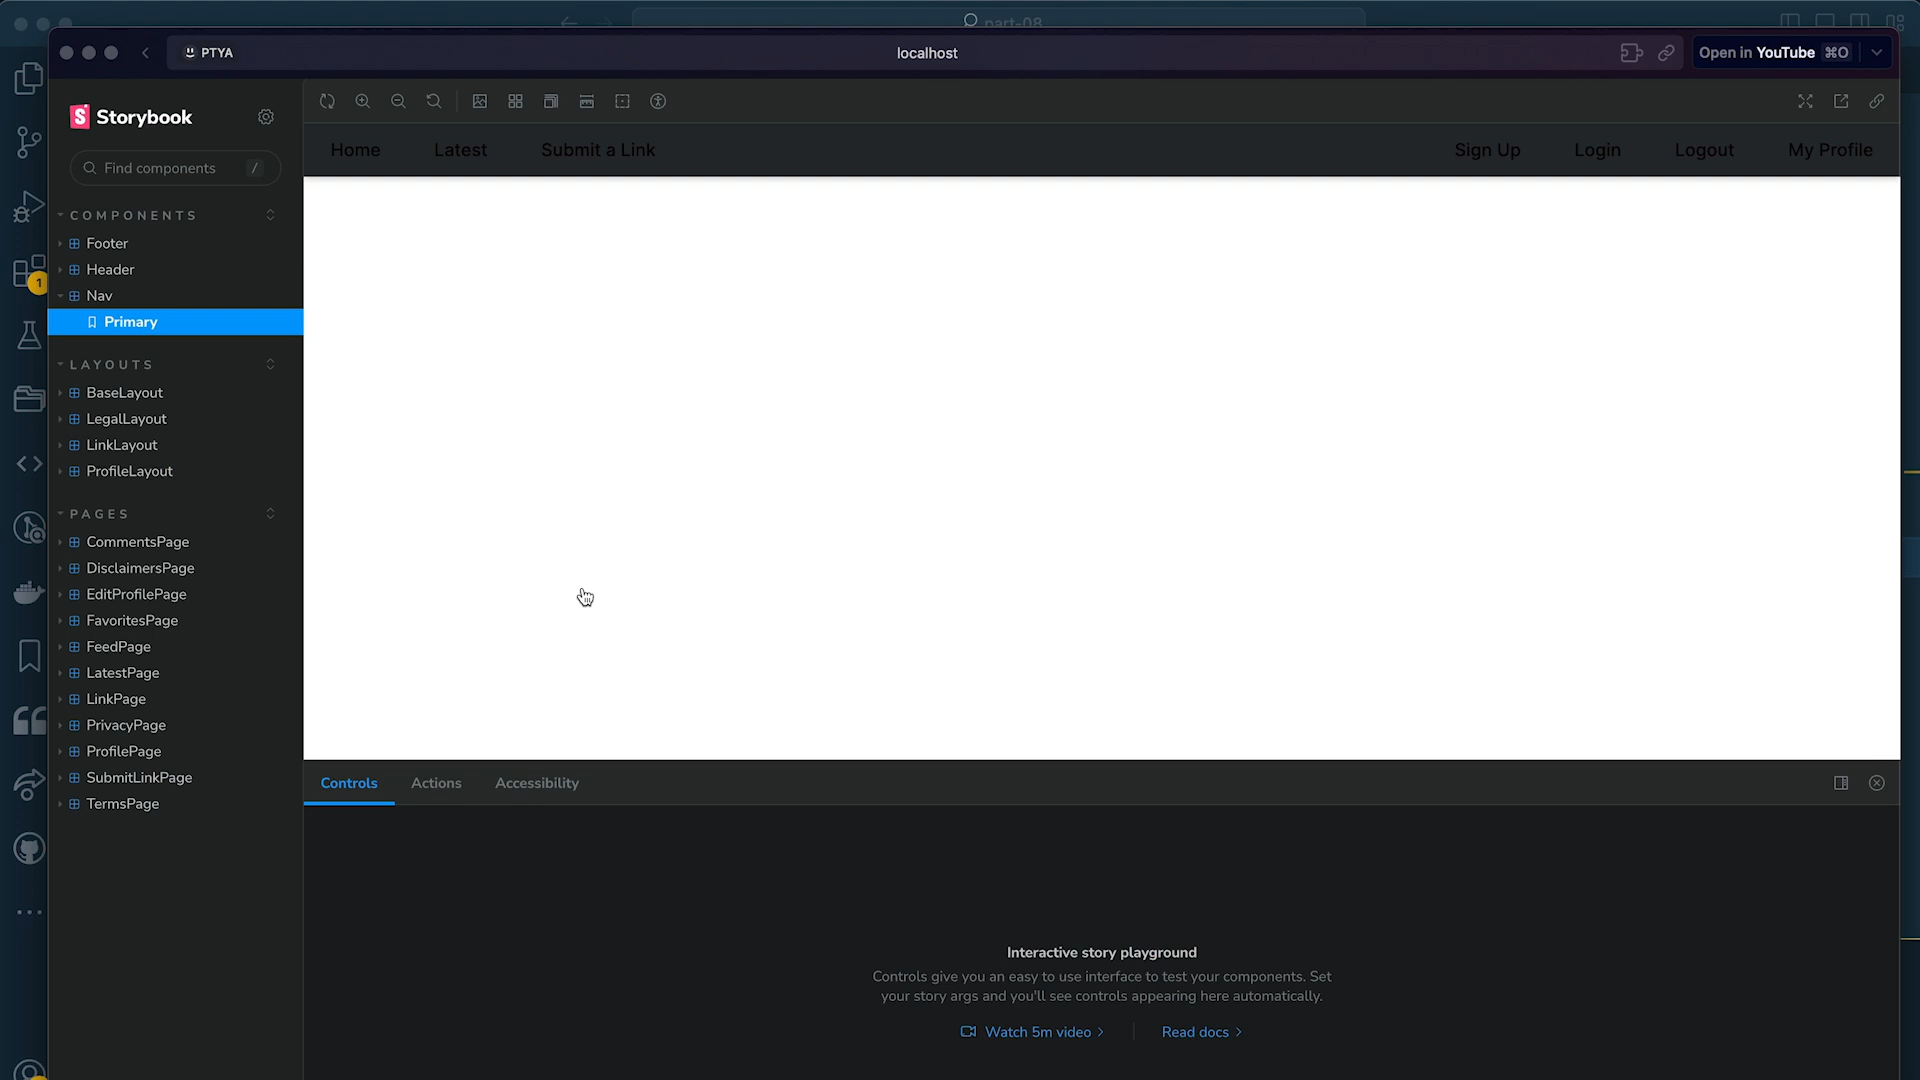 part-08
PTYA
localhost
Open in YouTube ⌘O
Storybook
Find components /
Home
Latest
Submit a Link
Sign Up
Login
Logout
My Profile
COMPONENTS
Footer
Header
Nav
Primary
LAYOUTS
BaseLayout
LegalLayout
LinkLayout
ProfileLayout
PAGES
CommentsPage
DisclaimersPage
EditProfilePage
FavoritesPage
FeedPage
LatestPage
LinkPage
PrivacyPage
ProfilePage
SubmitLinkPage
TermsPage
1
Controls
Actions
Accessibility
Interactive story playground
Controls give you an easy to use interface to test your components. Set
your story args and you'll see controls appearing here automatically.
Watch 5m video
Read docs